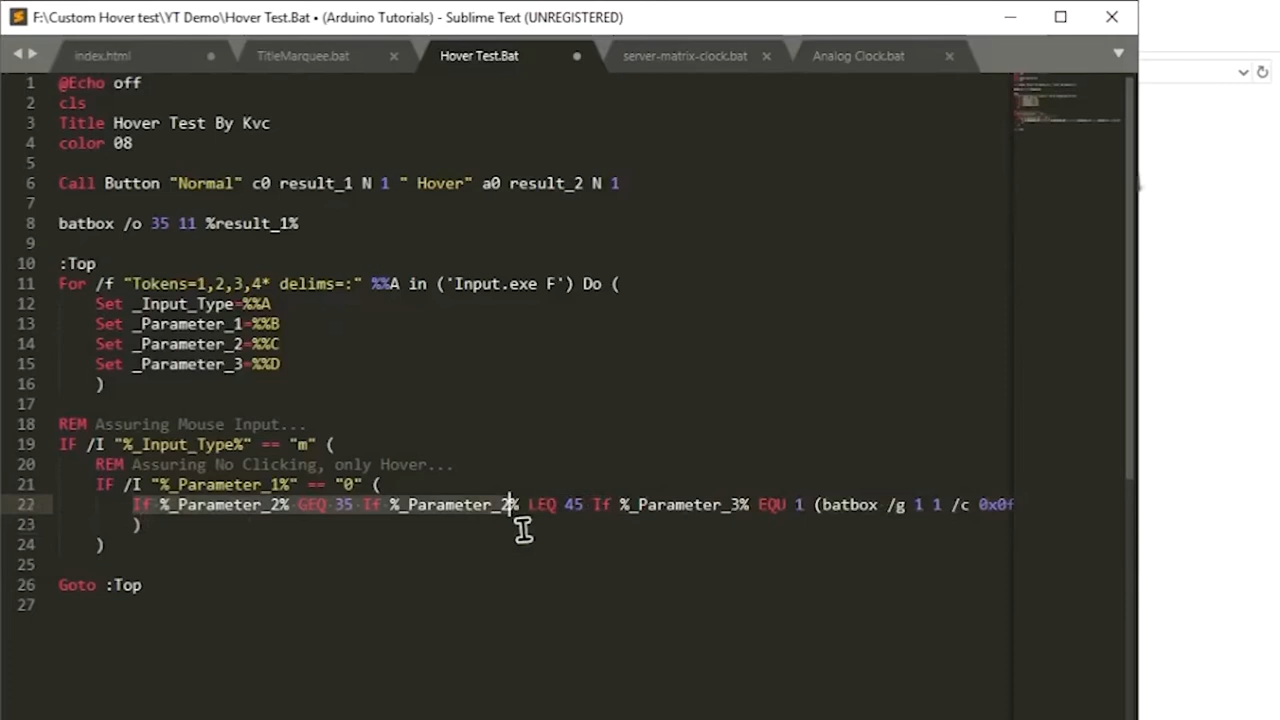 F:\Custom Hover test\YT Demo\Hover Test.Bat • (Arduino Tutorials) - Sublime Text (UNREGISTERED)
index.html TitleMarquee.bat Hover Test.Bat server-matrix-clock.bat Analog Clock.bat
1 @Echo off
2 cls
3 Title Hover Test By Kvc
4 color 08
5
6 Call Button "Normal" c0 result_1 N 1 " Hover" a0 result_2 N 1
7
8 batbox /o 35 11 %result_1%
9
10 :Top
11 For /f "Tokens=1,2,3,4* delims=:" %%A in ('Input.exe F') Do (
12 Set _Input_Type=%%A
13 Set _Parameter_1=%%B
14 Set _Parameter_2=%%C
15 Set _Parameter_3=%%D
16 )
17
18 REM Assuring Mouse Input...
19 IF /I "%_Input_Type%" == "m" (
20 REM Assuring No Clicking, only Hover...
21 IF /I "%_Parameter_1%" == "0" (
22 If %_Parameter_2% GEQ 35 If %_Parameter_2% LEQ 45 If %_Parameter_3% EQU 1 (batbox /g 1 1 /c 0x0f
23 )
24 )
25
26 Goto :Top
27